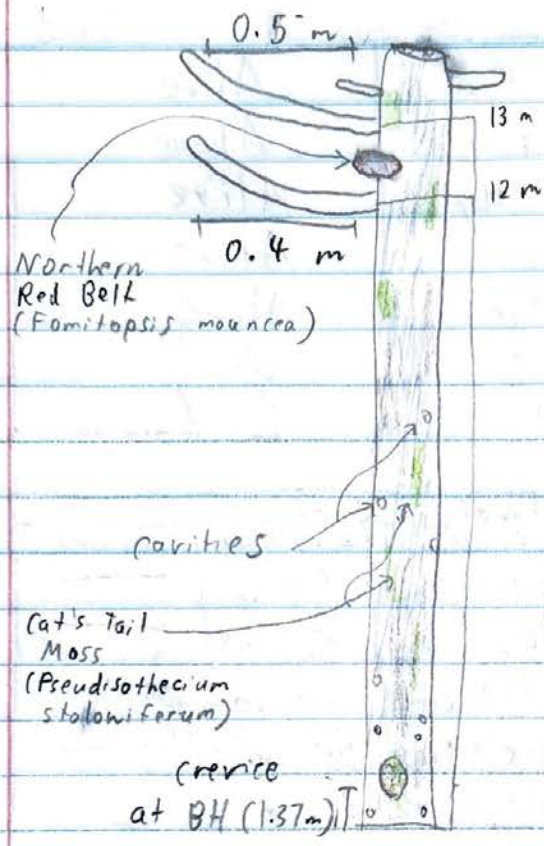 0.5 m
13 m
12 m
0.4 m
Northern
Red Belt
(Fomitopsis mouncea)
cavities
Cat's Tail
Moss
(Pseudisothecium
stoloniferum)
crevice
at BH (1.37m)